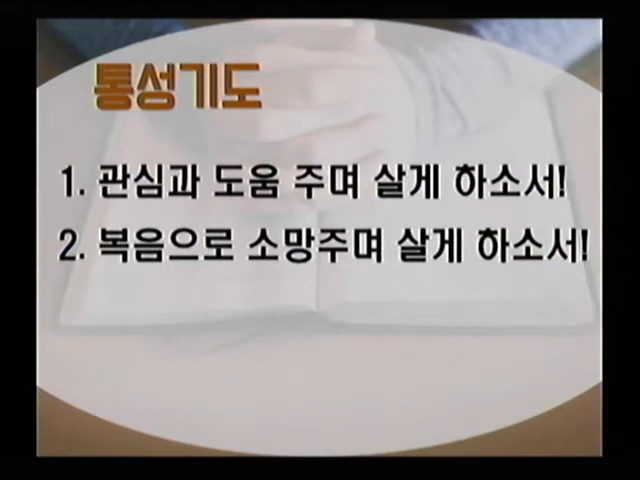 통성기도
1. 관심과 도움 주며 살게 하소서!
2. 복음으로 소망주며 살게 하소서!